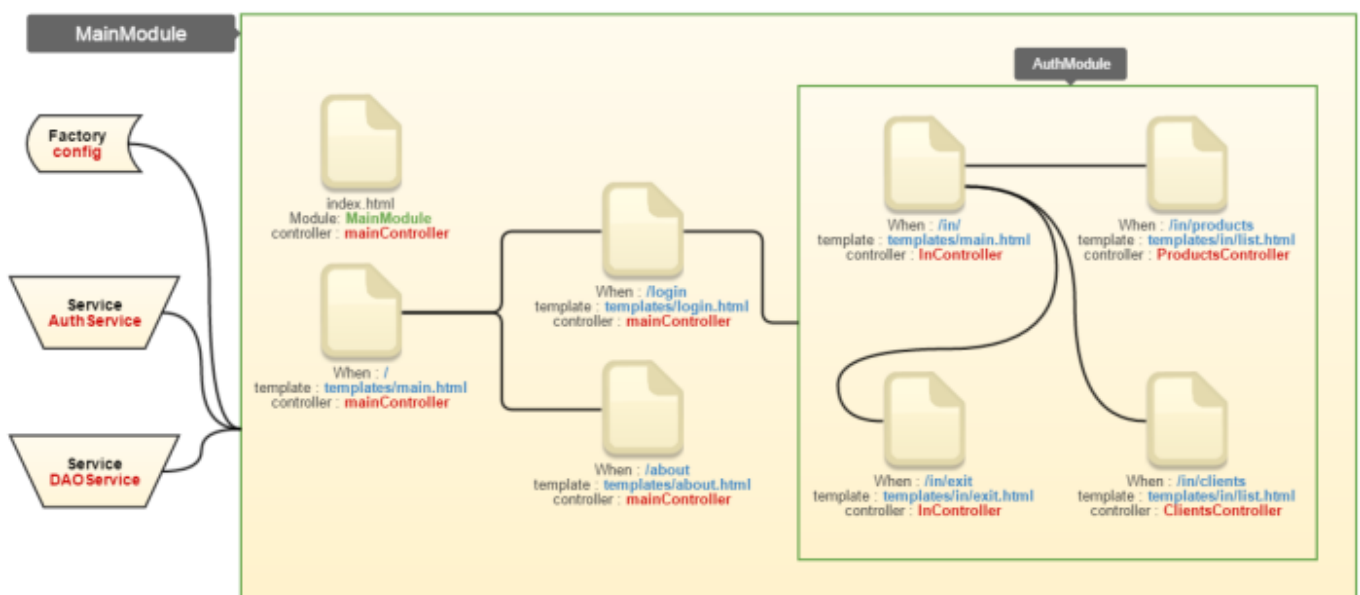 MainModule
AuthModule
Factory
config
index.html
Module: MainModule
controller : mainController
When : /in/
template : templates/main.html
controller : InController
When : /in/products
template : templates/in/list.html
controller : ProductsController
Service
AuthService
When : /login
template : templates/login.html
controller : mainController
When : /
template : templates/main.html
controller : mainController
Service
DAOService
When : /about
template : templates/about.html
controller : mainController
When : /in/exit
template : templates/in/exit.html
controller : InController
When : /in/clients
template : templates/in/list.html
controller : ClientsController